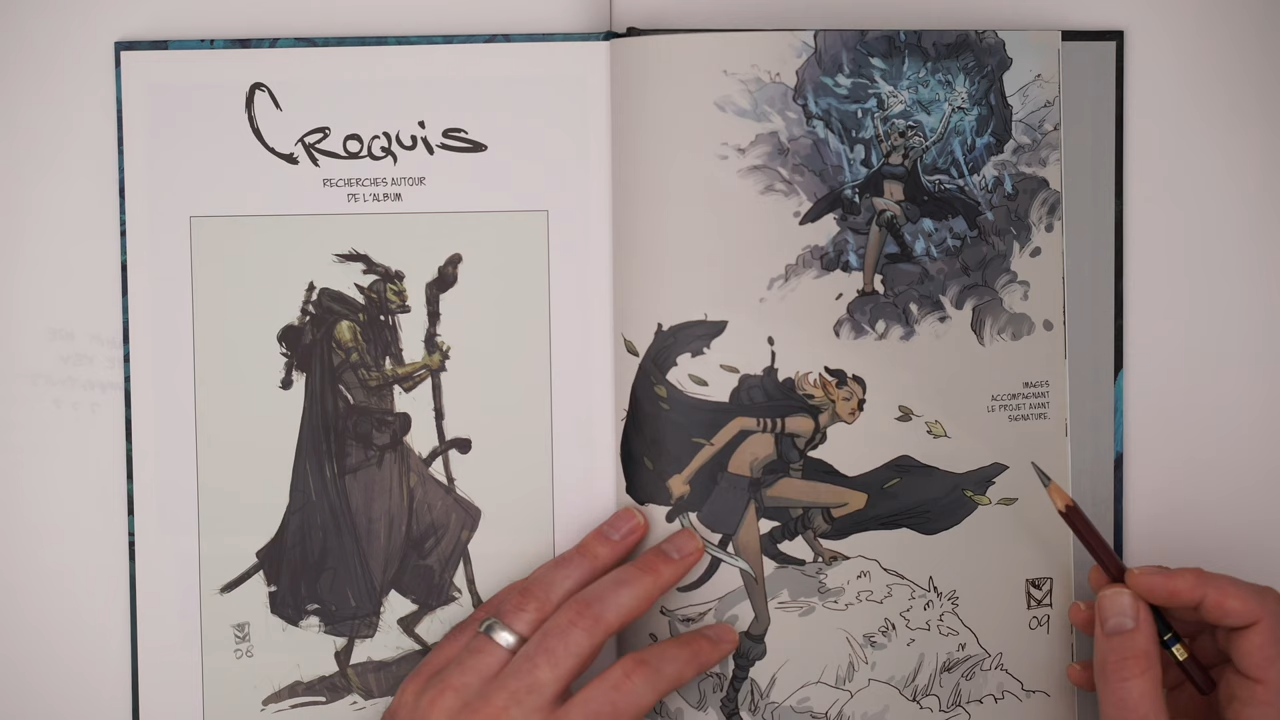 CROQUIS
RECHERCHES AUTOUR
DE L'ALBUM
08
IMAGES
ACCOMPAGNANT
LE PROJET AVANT
SIGNATURE.
09